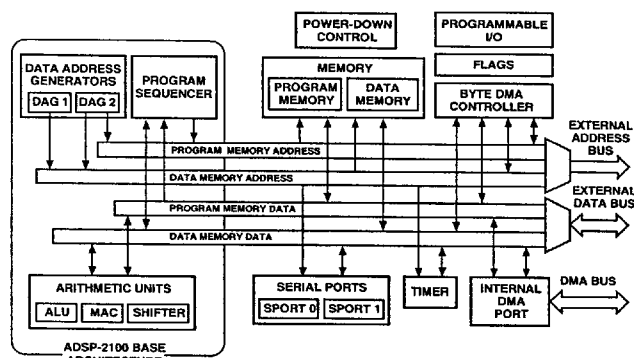 POWER-DOWN
CONTROL
PROGRAMMABLE
I/O
DATA ADDRESS
GENERATORS
DAG 1
DAG 2
PROGRAM
SEQUENCER
MEMORY
PROGRAM
MEMORY
DATA
MEMORY
FLAGS
BYTE DMA
CONTROLLER
PROGRAM MEMORY ADDRESS
EXTERNAL
ADDRESS
BUS
DATA MEMORY ADDRESS
PROGRAM MEMORY DATA
EXTERNAL
DATA BUS
DATA MEMORY DATA
ARITHMETIC UNITS
ALU
MAC
SHIFTER
SERIAL PORTS
SPORT 0
SPORT 1
TIMER
INTERNAL
DMA
PORT
DMA BUS
ADSP-2100 BASE
ARCHITECTURE